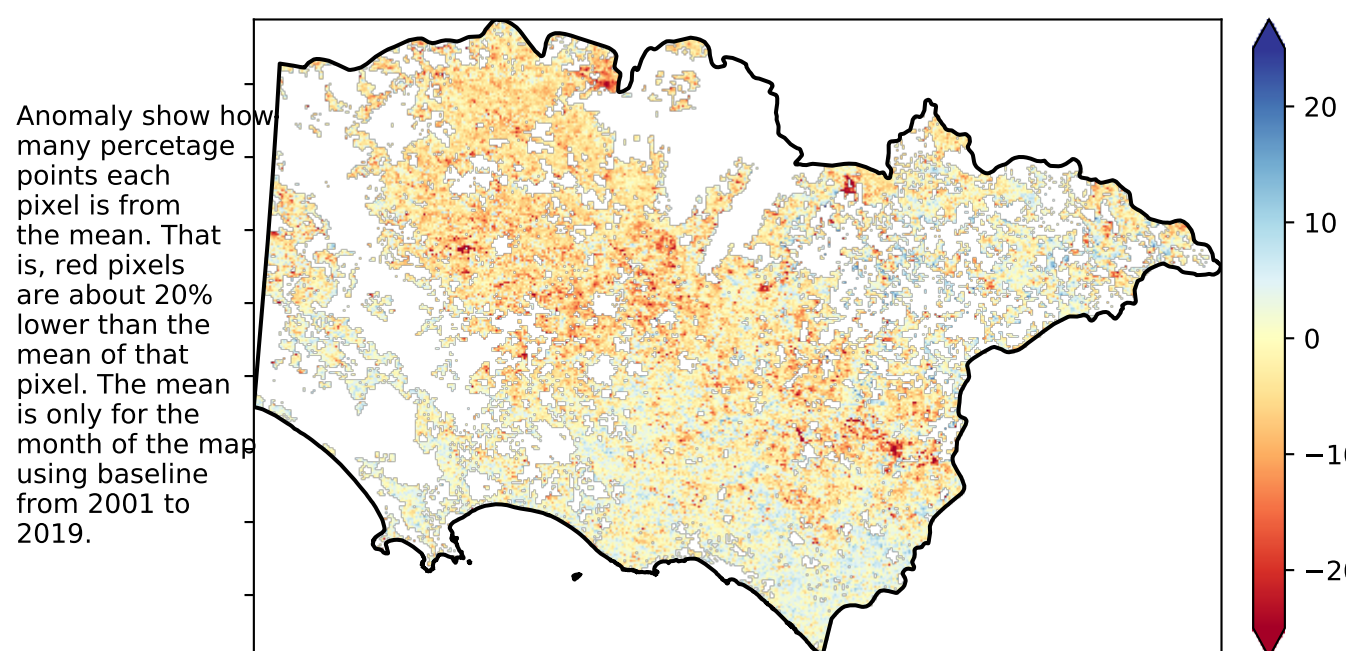 Anomaly show how
many percetage
points each
pixel is from
the mean. That
is, red pixels
are about 20%
lower than the
mean of that
pixel. The mean
is only for the
month of the map
using baseline
from 2001 to
2019.
20
10
0
−10
−20